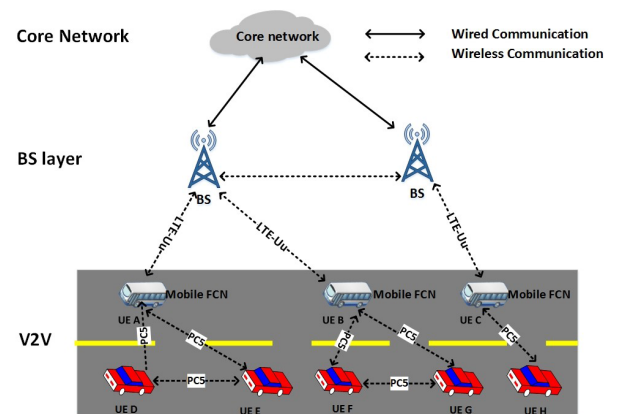 Core Network
Core network
Wired Communication
Wireless Communication
BS layer
BS
BS
LTE-Uu
LTE-Uu
LTE-Uu
Mobile FCN
Mobile FCN
Mobile FCN
UE A
UE B
UE C
V2V
PC5
PC5
PC5
PC5
PC5
PC5
PC5
UE D
UE E
UE F
UE G
UE H